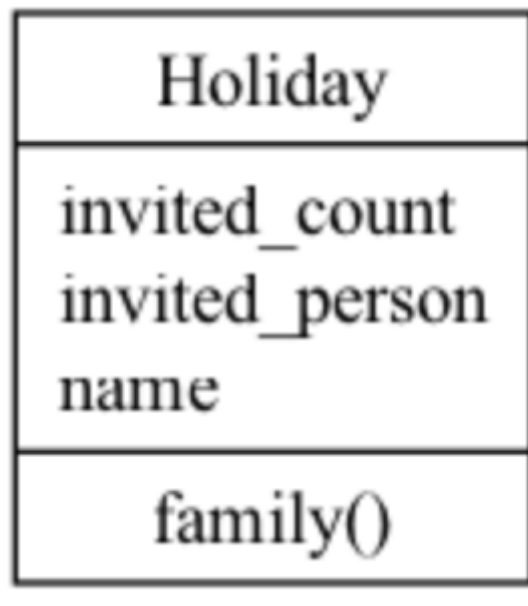 Holiday
invited_count
invited_person
name
family()